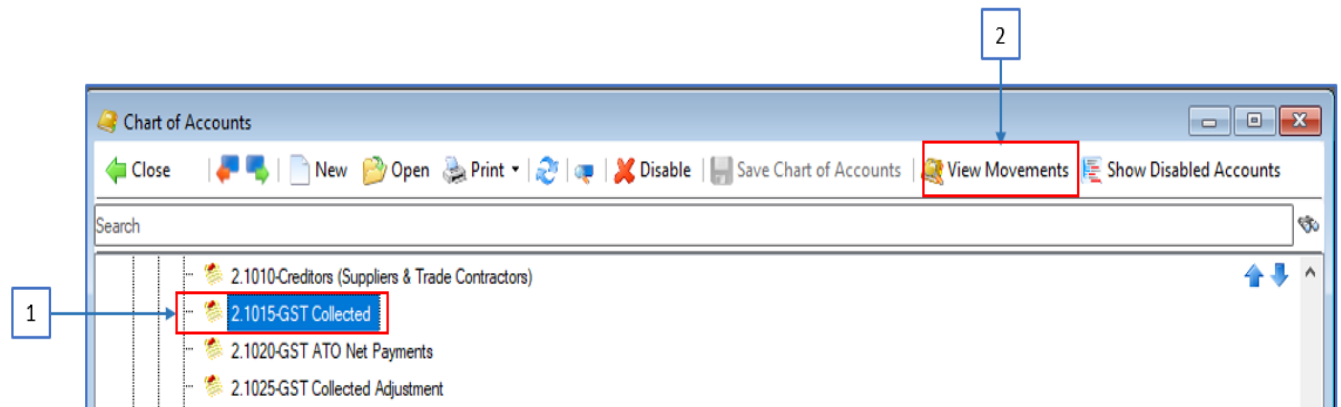 2
Chart of Accounts
Close New Open Print Disable Save Chart of Accounts View Movements Show Disabled Accounts
Search
2.1010-Creditors (Suppliers & Trade Contractors)
1
2.1015-GST Collected
2.1020-GST ATO Net Payments
2.1025-GST Collected Adjustment